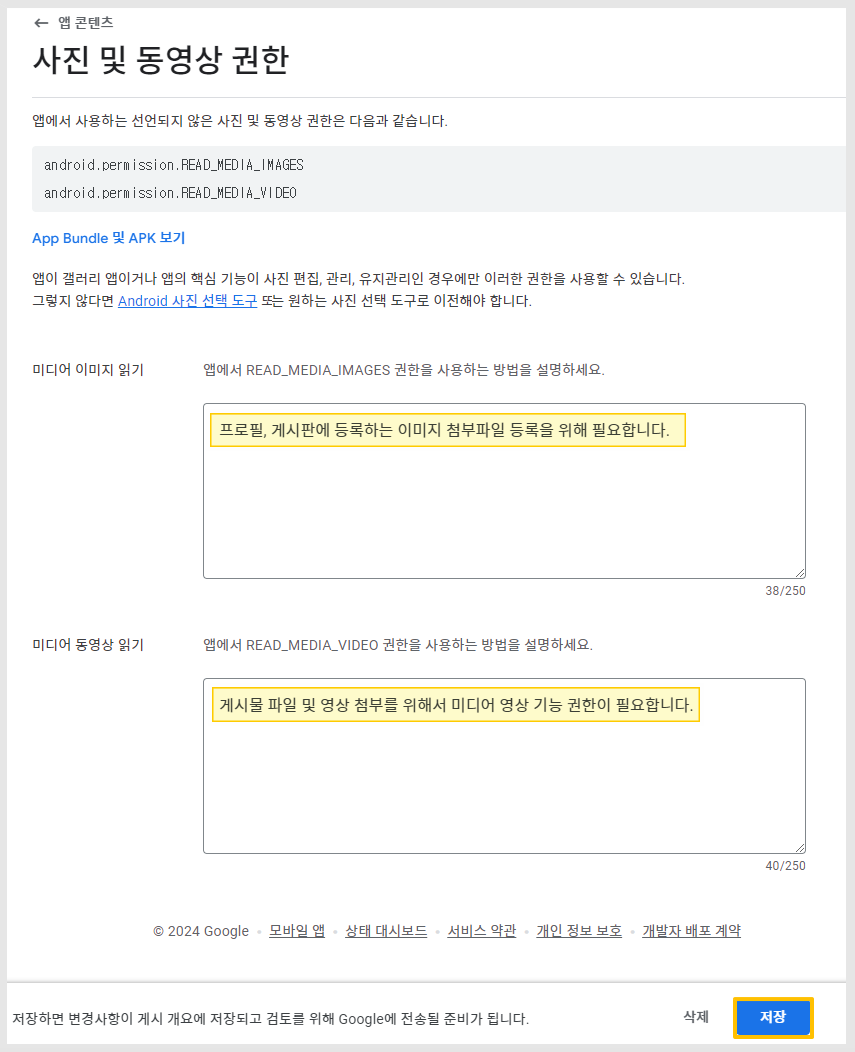 ← 앱 콘텐츠
사진 및 동영상 권한
앱에서 사용하는 선언되지 않은 사진 및 동영상 권한은 다음과 같습니다.
android.permission.READ_MEDIA_IMAGES
android.permission.READ_MEDIA_VIDEO
App Bundle 및 APK 보기
앱이 갤러리 앱이거나 앱의 핵심 기능이 사진 편집, 관리, 유지관리인 경우에만 이러한 권한을 사용할 수 있습니다.
그렇지 않다면 Android 사진 선택 도구 또는 원하는 사진 선택 도구로 이전해야 합니다.
미디어 이미지 읽기
앱에서 READ_MEDIA_IMAGES 권한을 사용하는 방법을 설명하세요.
프로필, 게시판에 등록하는 이미지 첨부파일 등록을 위해 필요합니다.
38/250
미디어 동영상 읽기
앱에서 READ_MEDIA_VIDEO 권한을 사용하는 방법을 설명하세요.
게시물 파일 및 영상 첨부를 위해서 미디어 영상 기능 권한이 필요합니다.
40/250
© 2024 Google • 모바일 앱 • 상태 대시보드 • 서비스 약관 • 개인 정보 보호 • 개발자 배포 계약
저장하면 변경사항이 게시 개요에 저장되고 검토를 위해 Google에 전송될 준비가 됩니다. 삭제 저장